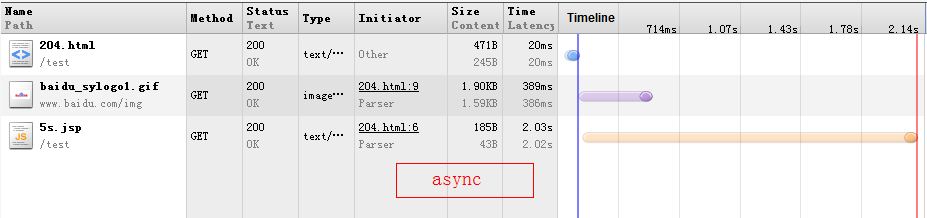 Name Method Status Type Initiator Size Time Timeline
Path Text Content Latency 714ms 1.07s 1.43s 1.78s 2.14s
204.html GET 200 text/... Other 471B 20ms
/test OK 245B 20ms
baidu_sylogo1.gif GET 200 image... 204.html:9 1.90KB 389ms
www.baidu.com/img OK Parser 1.59KB 386ms
5s.jsp GET 200 text/... 204.html:6 185B 2.03s
/test OK Parser 43B 2.02s
async